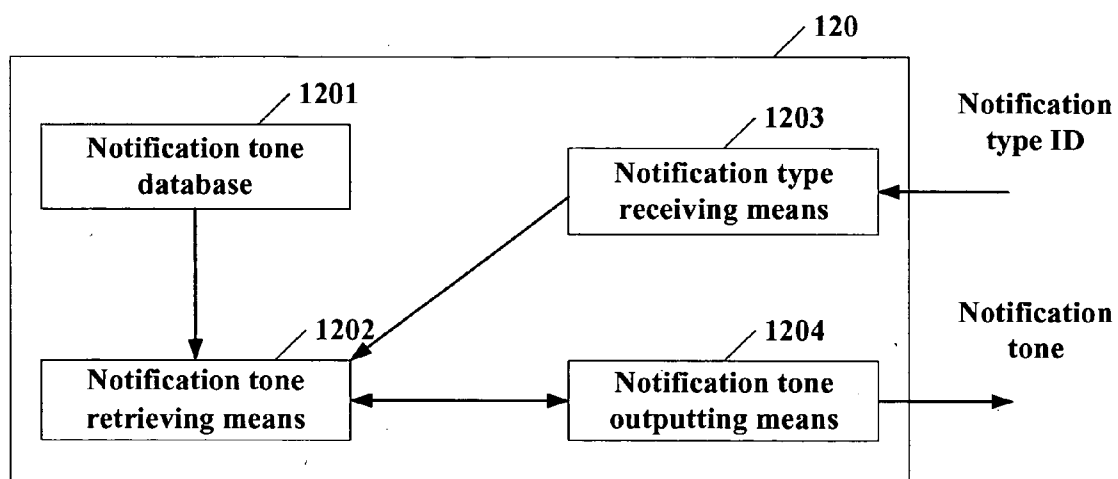 120
1201
Notification tone
database
1203
Notification type
receiving means
Notification
type ID
1202
Notification tone
retrieving means
1204
Notification tone
outputting means
Notification
tone